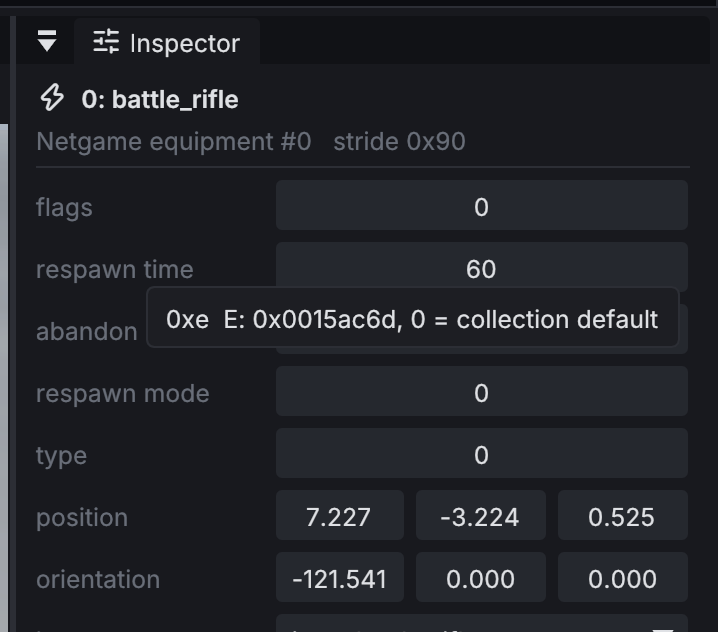 Inspector
0: battle_rifle
Netgame equipment #0 stride 0x90
flags 0
respawn time 60
0xe E: 0x0015ac6d, 0 = collection default
abandon
respawn mode 0
type 0
position 7.227 -3.224 0.525
orientation -121.541 0.000 0.000